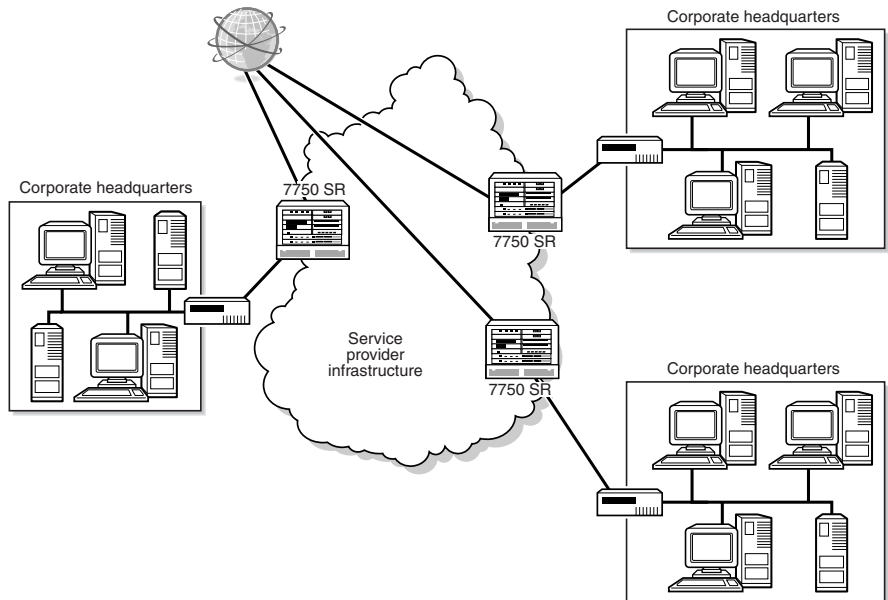 Corporate headquarters
7750 SR
Corporate headquarters
7750 SR
Service
provider
infrastructure
7750 SR
Corporate headquarters